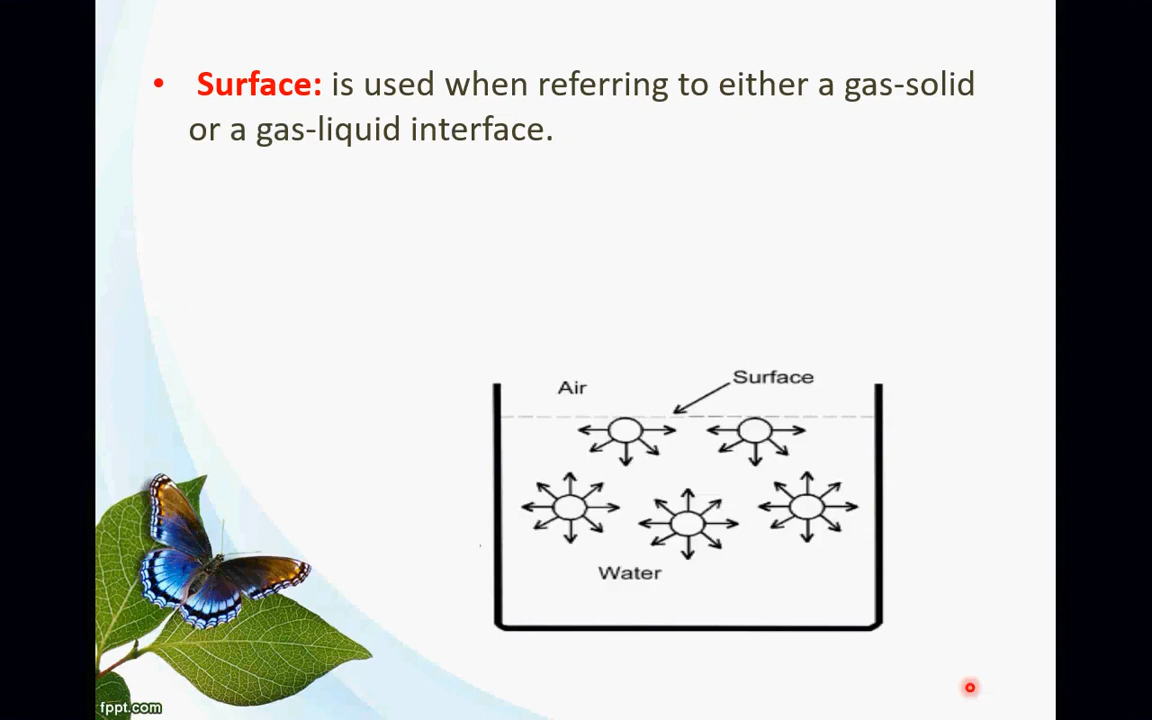 • Surface: is used when referring to either a gas-solid
or a gas-liquid interface.
Surface
Air
Water
fppt.com